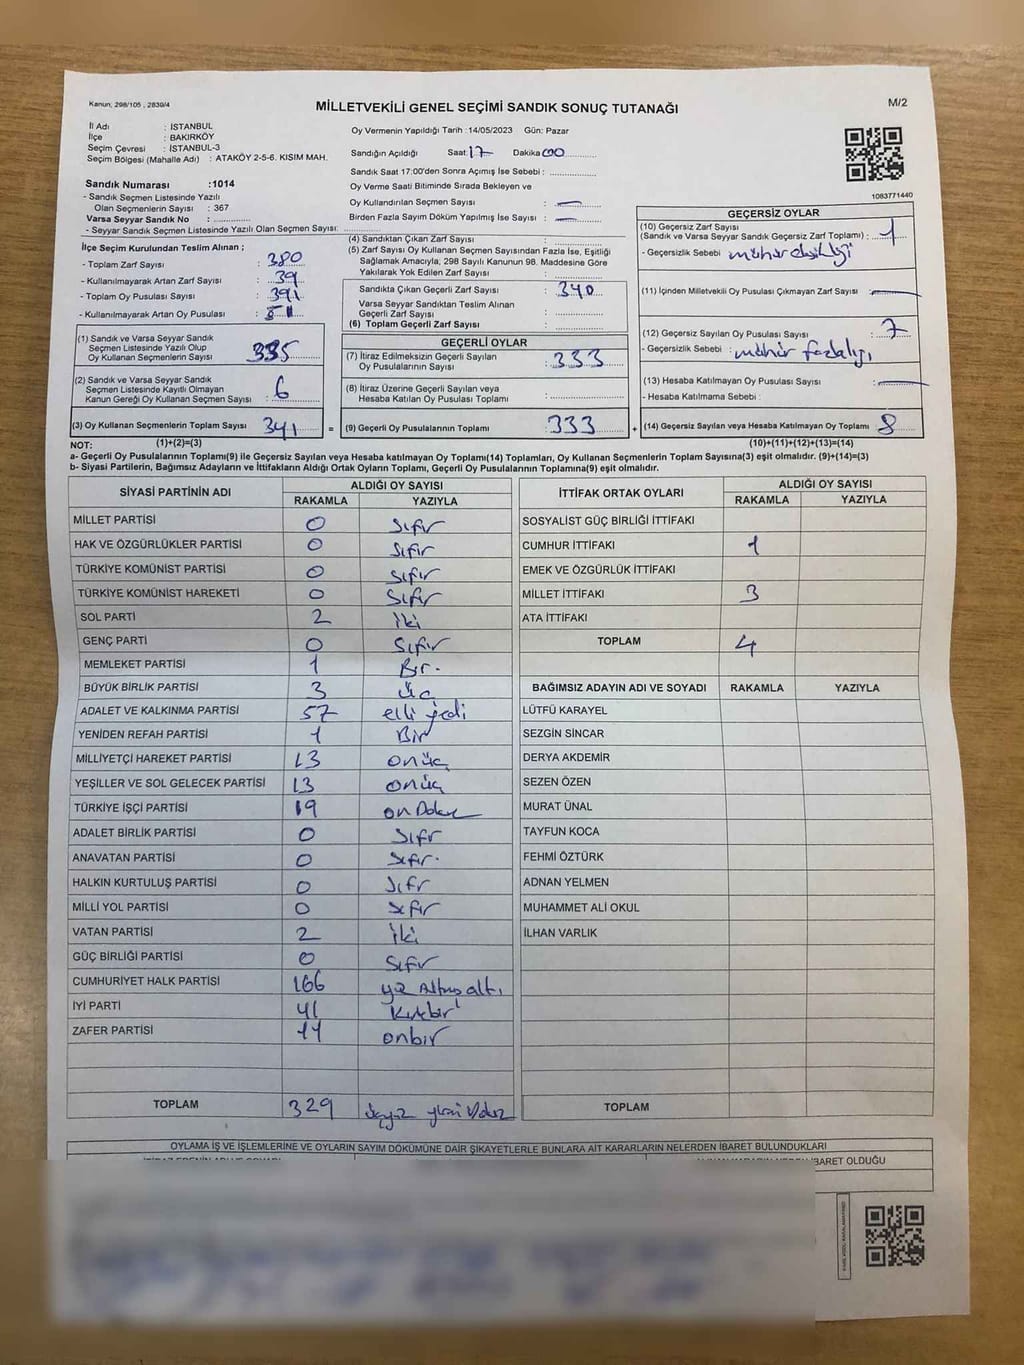 Kanun, 298/105 , 2839/4
MİLLETVEKİLİ GENEL SEÇİMİ SANDIK SONUÇ TUTANAĞI
M/2
İl Adı : İSTANBUL
İlçe : BAKIRKÖY
Seçim Çevresi : İSTANBUL-3
Seçim Bölgesi (Mahalle Adı) : ATAKÖY 2-5-6. KISIM MAH.
Oy Vermenin Yapıldığı Tarih :14/05/2023 Gün: Pazar
Sandığın Açıldığı Saat: 17 Dakika 00
Sandık Saat 17:00'den Sonra Açımış İse Sebebi :
Oy Verme Saati Bitiminde Sırada Bekleyen ve
Oy Kullandırılan Seçmen Sayısı : —
Birden Fazla Sayım Döküm Yapılmış İse Sayısı : —
1083771440
Sandık Numarası :1014
- Sandık Seçmen Listesinde Yazılı
Olan Seçmenlerin Sayısı : 367
Varsa Seyyar Sandık No :
- Seyyar Sandık Seçmen Listesinde Yazılı Olan Seçmen Sayısı:
İlçe Seçim Kurulundan Teslim Alınan ;
- Toplam Zarf Sayısı : 380
- Kullanılmayarak Artan Zarf Sayısı : 39
- Toplam Oy Pusulası Sayısı : 391
- Kullanılmayarak Artan Oy Pusulası :
(1) Sandık ve Varsa Seyyar Sandık
Seçmen Listesinde Yazılı Olup
Oy Kullanan Seçmenlerin Sayısı : 335
(2) Sandık ve Varsa Seyyar Sandık
Seçmen Listesinde Kayıtlı Olmayan
Kanun Gereği Oy Kullanan Seçmen Sayısı : 6
(3) Oy Kullanan Seçmenlerin Toplam Sayısı 341 =
(4) Sandıktan Çıkan Zarf Sayısı :
(5) Zarf Sayısı Oy Kullanan Seçmen Sayısından Fazla İse, Eşitliği
Sağlamak Amacıyla, 298 Sayılı Kanunun 98. Maddesine Göre
Yakılarak Yok Edilen Zarf Sayısı :
Sandıkta Çıkan Geçerli Zarf Sayısı : 340
Varsa Seyyar Sandıktan Teslim Alınan
Geçerli Zarf Sayısı :
(6) Toplam Geçerli Zarf Sayısı :
GEÇERLİ OYLAR
(7) İtiraz Edilmeksizin Geçerli Sayılan
Oy Pusulalarının Sayısı : 333
(8) İtiraz Üzerine Geçerli Sayılan veya
Hesaba Katılan Oy Pusulası Toplamı :
(9) Geçerli Oy Pusulalarının Toplamı : 333 +
GEÇERSİZ OYLAR
(10) Geçersiz Zarf Sayısı
(Sandık ve Varsa Seyyar Sandık Geçersiz Zarf Toplamı) : 1
- Geçersizlik Sebebi : mühür eksikliği
(11) İçinden Milletvekili Oy Pusulası Çıkmayan Zarf Sayısı : —
(12) Geçersiz Sayılan Oy Pusulası Sayısı : 7
- Geçersizlik Sebebi : mühür fazlalığı
(13) Hesaba Katılmayan Oy Pusulası Sayısı : —
- Hesaba Katılmama Sebebi :
(14) Geçersiz Sayılan veya Hesaba Katılmayan Oy Toplamı 8
NOT: (1)+(2)=(3) (10)+(11)+(12)+(13)=(14)
a- Geçerli Oy Pusulalarının Toplamı(9) ile Geçersiz Sayılan veya hesaba katılmayan Oy Toplamı(14) Toplamları, Oy Kullanan Seçmenlerin Toplam Sayısına(3) eşit olmalıdır. (9)+(14)=(3)
b- Siyasi Partilerin, Bağımsız Adayların ve İttifakların Aldığı Ortak Oyların Toplamı, Geçerli Oy Pusulalarının Toplamına(9) eşit olmalıdır.
SİYASİ PARTİNİN ADI ALDIĞI OY SAYISI
RAKAMLA YAZIYLA
MİLLET PARTİSİ 0 Sıfır
HAK VE ÖZGÜRLÜKLER PARTİSİ 0 Sıfır
TÜRKİYE KOMÜNİST PARTİSİ 0 Sıfır
TÜRKİYE KOMÜNİST HAREKETİ 0 Sıfır
SOL PARTİ 2 İki
GENÇ PARTİ 0 Sıfır
MEMLEKET PARTİSİ 1 Bir.
BÜYÜK BİRLİK PARTİSİ 3 Üç
ADALET VE KALKINMA PARTİSİ 57 elli yedi
YENİDEN REFAH PARTİSİ 1 Bir
MİLLİYETÇİ HAREKET PARTİSİ 13 onüç
YEŞİLLER VE SOL GELECEK PARTİSİ 13 onüç
TÜRKİYE İŞÇİ PARTİSİ 19 onDokuz
ADALET BİRLİK PARTİSİ 0 Sıfır
ANAVATAN PARTİSİ 0 Sıfır.
HALKIN KURTULUŞ PARTİSİ 0 Sıfır
MİLLİ YOL PARTİSİ 0 Sıfır
VATAN PARTİSİ 2 İki
GÜÇ BİRLİĞİ PARTİSİ 0 Sıfır
CUMHURİYET HALK PARTİSİ 166 yüz Altmış altı
İYİ PARTİ 41 Kırkbir
ZAFER PARTİSİ 11 onbir
TOPLAM 329 üçyüz yirmi dokuz
İTTİFAK ORTAK OYLARI ALDIĞI OY SAYISI
RAKAMLA YAZIYLA
SOSYALİST GÜÇ BİRLİĞİ İTTİFAKI
CUMHUR İTTİFAKI 1
EMEK VE ÖZGÜRLÜK İTTİFAKI
MİLLET İTTİFAKI 3
ATA İTTİFAKI
TOPLAM 4
BAĞIMSIZ ADAYIN ADI VE SOYADI RAKAMLA YAZIYLA
LÜTFÜ KARAYEL
SEZGİN SİNCAR
DERYA AKDEMİR
SEZEN ÖZEN
MURAT ÜNAL
TAYFUN KOCA
FEHMİ ÖZTÜRK
ADNAN YELMEN
MUHAMMET ALİ OKUL
İLHAN VARLIK
TOPLAM
OYLAMA İŞ VE İŞLEMLERİNE VE OYLARIN SAYIM DÖKÜMÜNE DAİR ŞİKAYETLERLE BUNLARA AİT KARARLARIN NELERDEN İBARET BULUNDUKLARI
BARET OLDUĞU